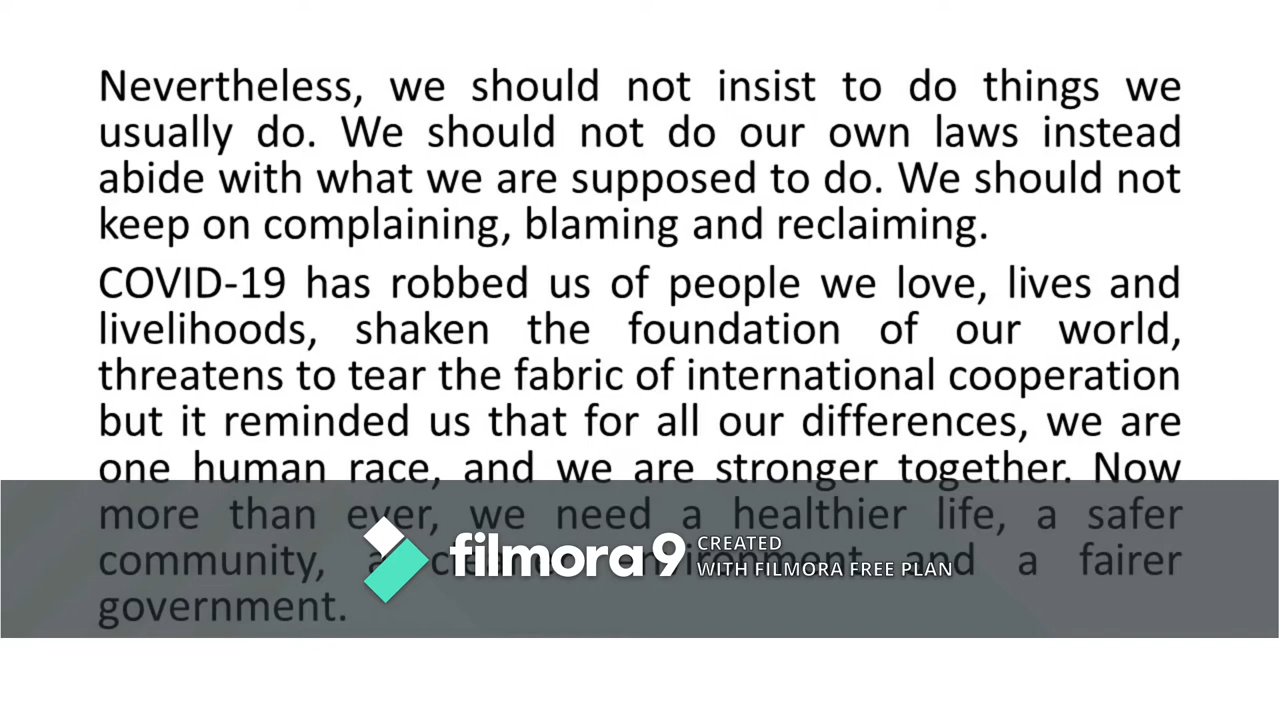 Nevertheless, we should not insist to do things we
usually do. We should not do our own laws instead
abide with what we are supposed to do. We should not
keep on complaining, blaming and reclaiming.
COVID-19 has robbed us of people we love, lives and
livelihoods, shaken the foundation of our world,
threatens to tear the fabric of international cooperation
but it reminded us that for all our differences, we are
one human race, and we are stronger together. Now
more than ever, we need a healthier life, a safer
community, a environment and a fairer
government.
filmora 9
CREATED
WITH FILMORA FREE PLAN